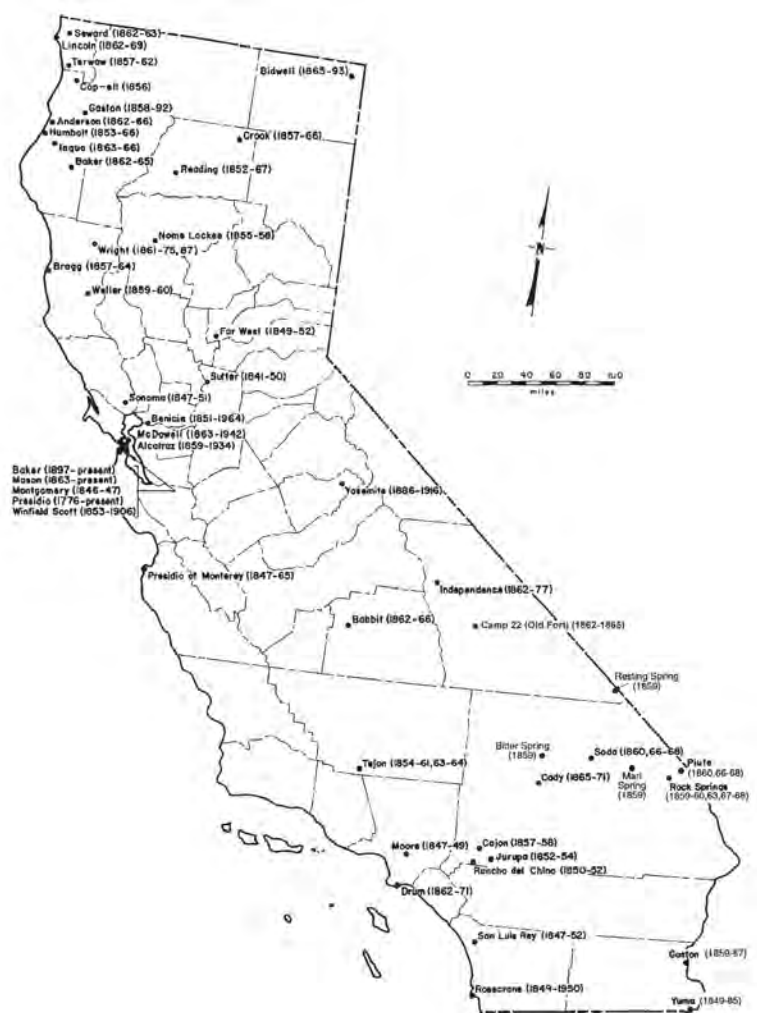 Seward (1862-63)
Lincoln (1862-69)
Terwaw (1857-62)
Cap-ell (1856)
Bidwell (1865-93)
Gaston (1858-92)
Anderson (1862-66)
Humbolt (1853-66)
Iaqua (1863-66)
Baker (1862-65)
Crook (1857-66)
Reading (1852-67)
Nome Lackee (1855-58)
Wright (1861-75, 87)
Bragg (1857-64)
Weller (1859-60)
N
Far West (1849-52)
0 20 40 60 80 100
miles
Sutter (1841-50)
Sonoma (1847-51)
Benicia (1851-1964)
McDowell (1863-1942)
Alcatraz (1859-1934)
Baker (1897-present)
Mason (1863-present)
Montgomery (1846-47)
Presidio (1776-present)
Winfield Scott (1853-1906)
Yosemite (1886-1916)
Presidio of Monterey (1847-65)
Independence (1862-77)
Babbit (1862-66)
Camp 22 (Old Fort) (1862-1865)
Resting Spring
(1859)
Bitter Spring
(1859)
Soda (1860,66-68)
Tejon (1854-61,63-64)
Cady (1865-71)
Marl
Spring
(1859)
Piute
(1860,66-68)
Rock Springs
(1859-60,63,67-68)
Moore (1847-49)
Cajon (1857-58)
Jurupa (1852-54)
Rancho del Chino (1850-52)
Drum (1862-71)
San Luis Rey (1847-52)
Gaston (1859-67)
Rosecrans (1849-1950)
Yuma (1849-85)